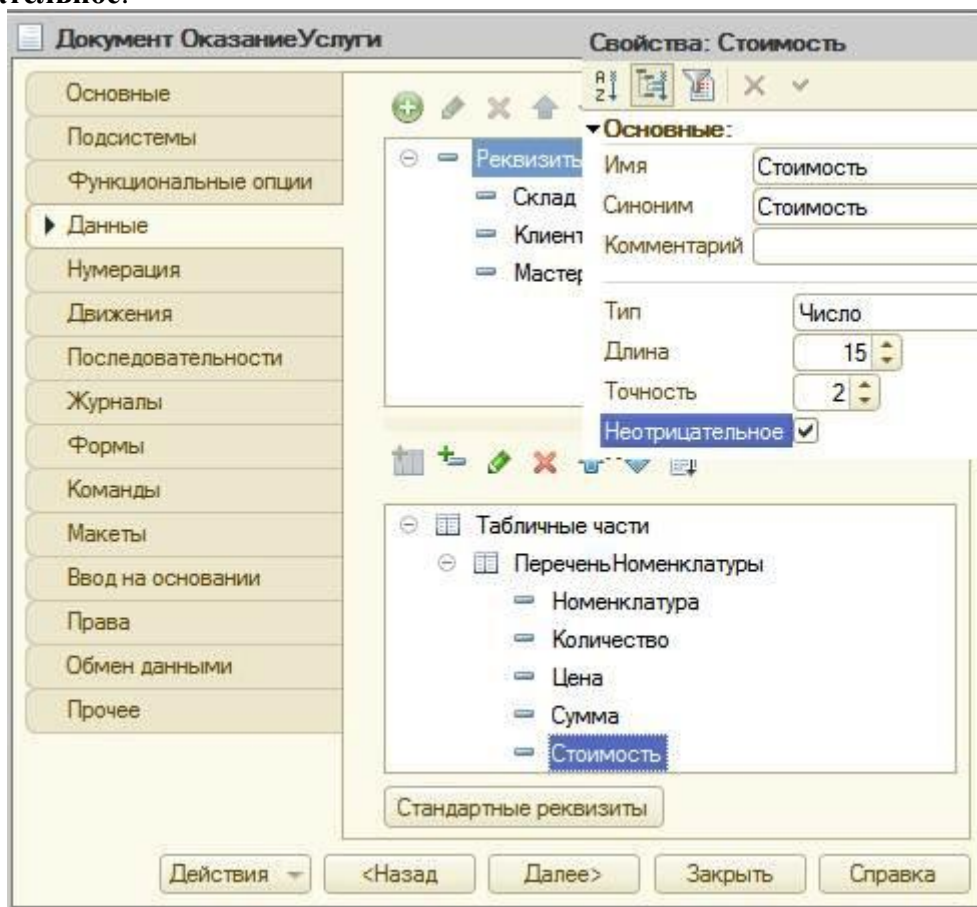 Документ ОказаниеУслуги
Основные
Подсистемы
Функциональные опции
Данные
Нумерация
Движения
Последовательности
Журналы
Формы
Команды
Макеты
Ввод на основании
Права
Обмен данными
Прочее
Реквизиты
Склад
Клиент
Мастер
Свойства: Стоимость
Основные:
Имя Стоимость
Синоним Стоимость
Комментарий
Тип Число
Длина 15
Точность 2
Неотрицательное
Табличные части
ПереченьНоменклатуры
Номенклатура
Количество
Цена
Сумма
Стоимость
Стандартные реквизиты
Действия <Назад Далее> Закрыть Справка